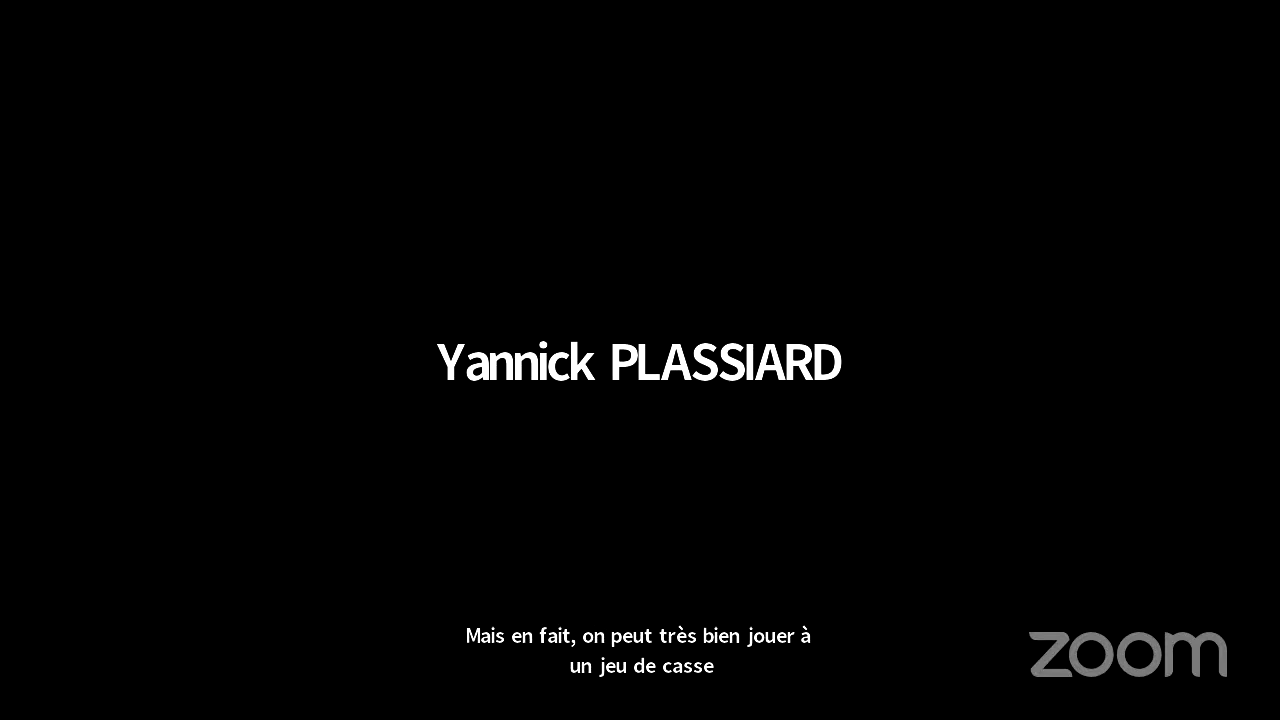 Yannick PLASSIARD
Mais en fait, on peut très bien jouer à
un jeu de casse
zoom